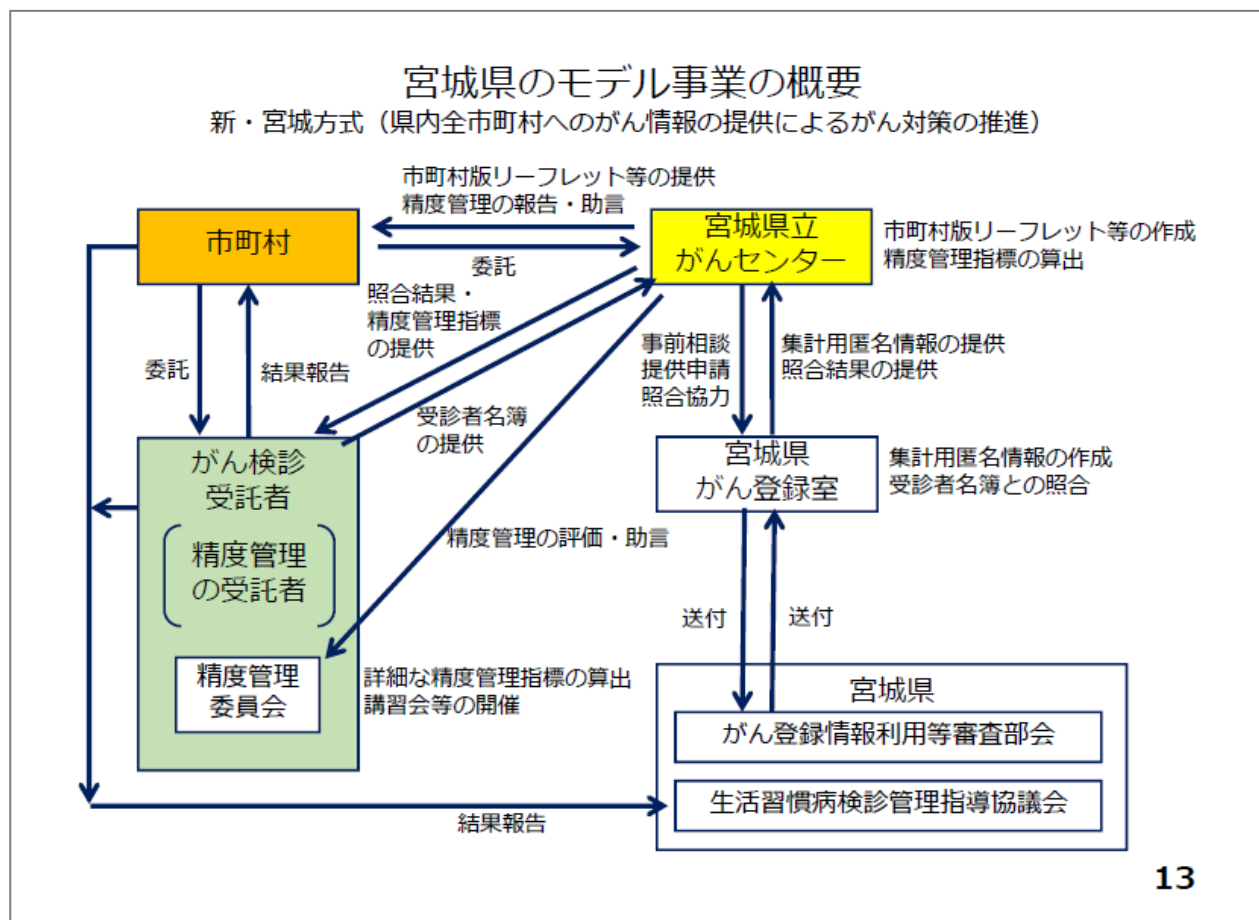 宮城県のモデル事業の概要
新・宮城方式（県内全市町村へのがん情報の提供によるがん対策の推進）
市町村版リーフレット等の提供
精度管理の報告・助言
市町村
宮城県立
がんセンター
市町村版リーフレット等の作成
精度管理指標の算出
委託
照合結果・
精度管理指標
の提供
委託
結果報告
事前相談
提供申請
照合協力
集計用匿名情報の提供
照合結果の提供
受診者名簿
の提供
がん検診
受託者
精度管理
の受託者
宮城県
がん登録室
集計用匿名情報の作成
受診者名簿との照合
精度管理の評価・助言
送付
送付
精度管理
委員会
詳細な精度管理指標の算出
講習会等の開催
宮城県
がん登録情報利用等審査部会
生活習慣病検診管理指導協議会
結果報告
13